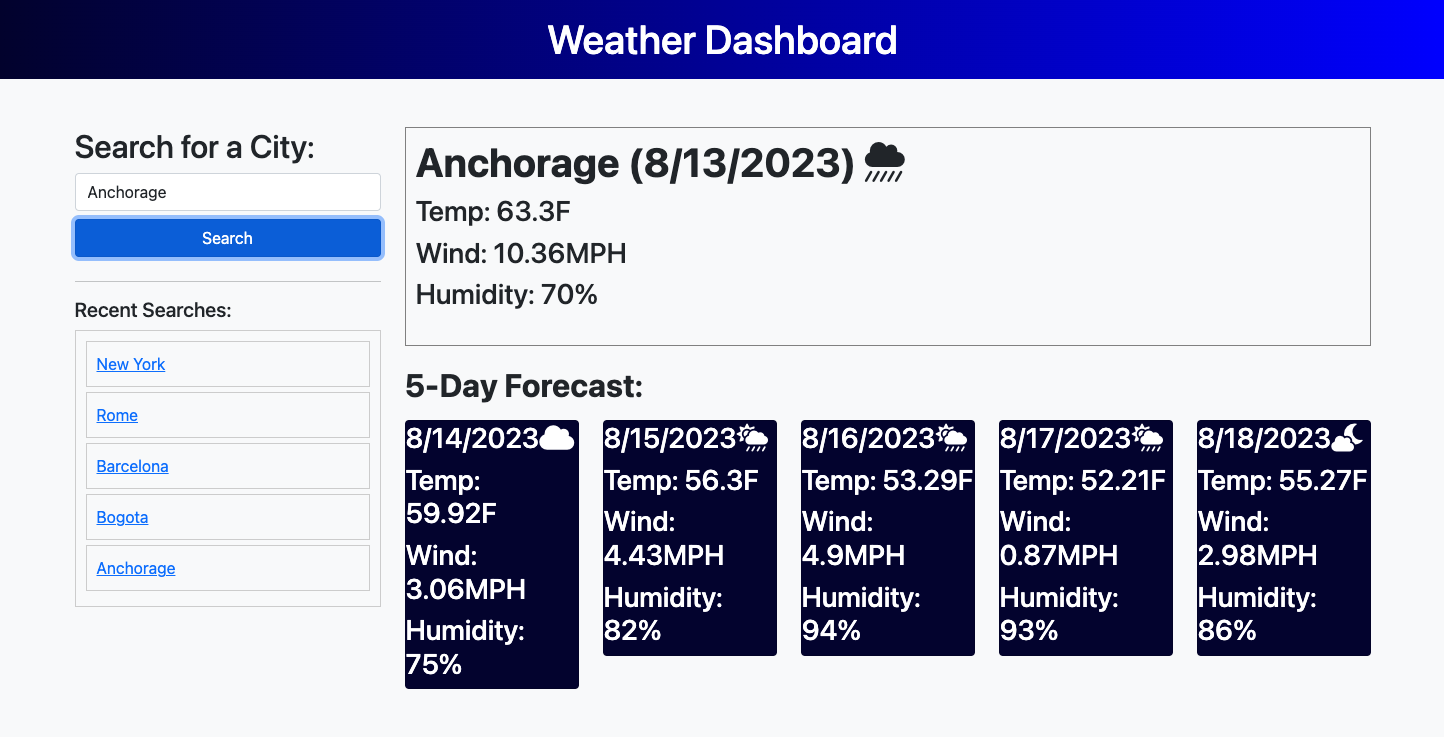 Weather Dashboard
Search for a City:
Anchorage
Search
Recent Searches:
New York
Rome
Barcelona
Bogota
Anchorage
Anchorage (8/13/2023)
Temp: 63.3F
Wind: 10.36MPH
Humidity: 70%
5-Day Forecast:
8/14/2023
Temp:
59.92F
Wind:
3.06MPH
Humidity:
75%
8/15/2023
Temp: 56.3F
Wind:
4.43MPH
Humidity:
82%
8/16/2023
Temp: 53.29F
Wind:
4.9MPH
Humidity:
94%
8/17/2023
Temp: 52.21F
Wind:
0.87MPH
Humidity:
93%
8/18/2023
Temp: 55.27F
Wind:
2.98MPH
Humidity:
86%